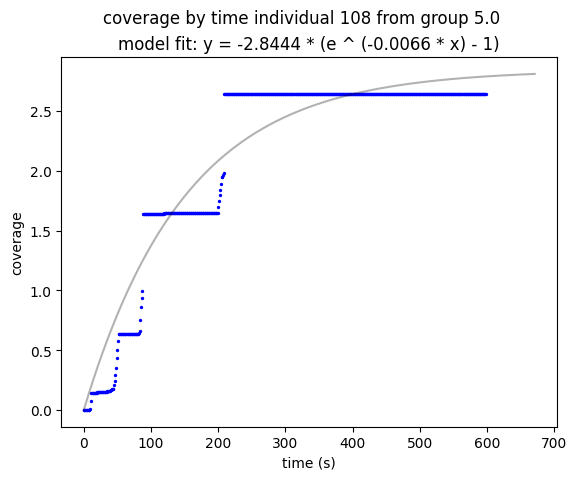 coverage by time individual 108 from group 5.0
model fit: y = -2.8444 * (e ^ (-0.0066 * x) - 1)
2.5
2.0
1.5
1.0
0.5
0.0
coverage
0 100 200 300 400 500 600 700
time (s)